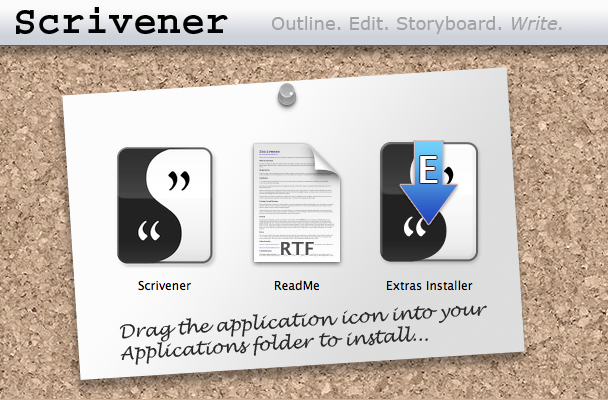 Scrivener Outline. Edit. Storyboard. Write.
E
RTF
Scrivener ReadMe Extras Installer
Drag the application icon into your
Applications folder to install...